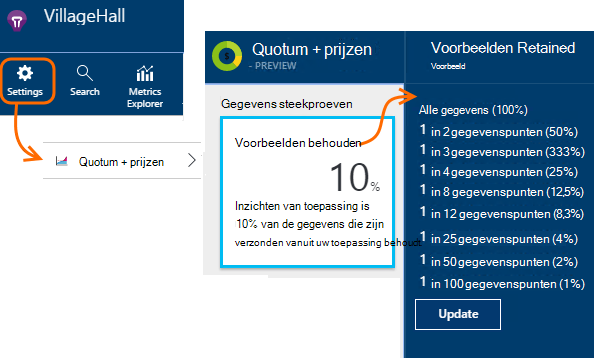 VillageHall
Settings
Search
Metrics
Explorer
Quotum + prijzen
Quotum + prijzen
- PREVIEW
Gegevens steekproeven
Voorbeelden behouden
10%
Inzichten van toepassing is
10% van de gegevens die zijn
verzonden vanuit uw toepassing behoudt
Voorbeelden Retained
Voorbeeld
Alle gegevens (100%)
1 in 2 gegevenspunten (50%)
1 in 3 gegevenspunten (333%)
1 in 4 gegevenspunten (25%)
1 in 8 gegevenspunten (12,5%)
1 in 12 gegevenspunten (8,3%)
1 in 25 gegevenspunten (4%)
1 in 50 gegevenspunten (2%)
1 in 100 gegevenspunten (1%)
Update